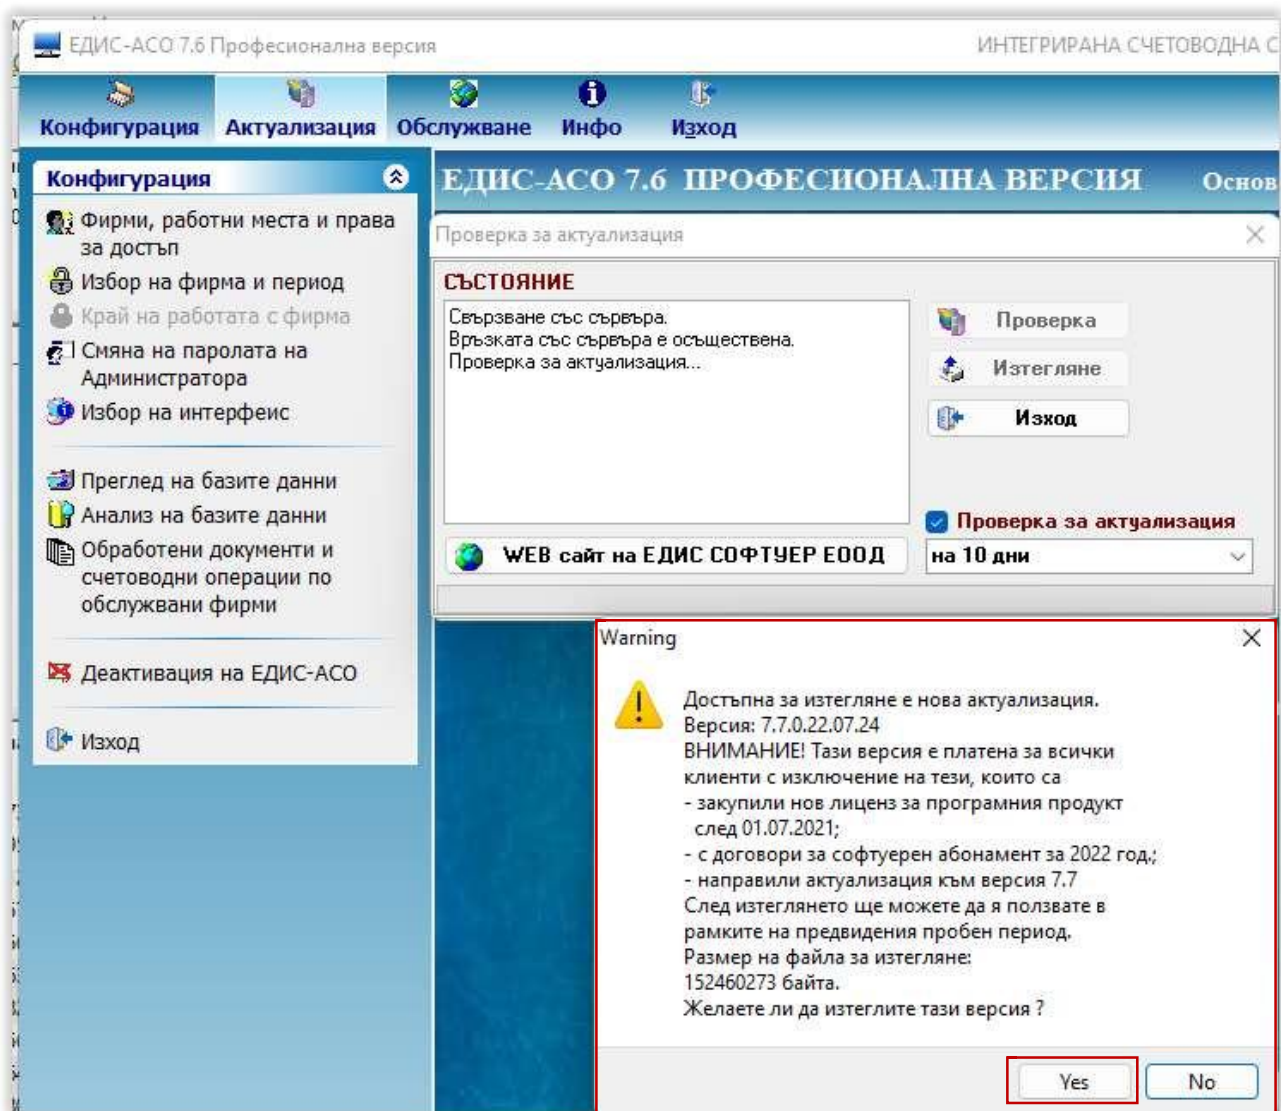 ЕДИС-АСО 7.6 Професионална версия
ИНТЕГРИРАНА СЧЕТОВОДНА С
Конфигурация Актуализация Обслужване Инфо Изход
Конфигурация
Фирми, работни места и права
за достъп
Избор на фирма и период
Край на работата с фирма
Смяна на паролата на
Администратора
Избор на интерфейс
Преглед на базите данни
Анализ на базите данни
Обработени документи и
счетоводни операции по
обслужвани фирми
Деактивация на ЕДИС-АСО
Изход
ЕДИС-АСО 7.6 ПРОФЕСИОНАЛНА ВЕРСИЯ Основ
Проверка за актуализация
СЪСТОЯНИЕ
Свързване със сървъра.
Връзката със сървъра е осъществена.
Проверка за актуализация...
Проверка
Изтегляне
Изход
Проверка за актуализация
WEB сайт на ЕДИС СОФТУЕР ЕООД
на 10 дни
Warning
Достъпна за изтегляне е нова актуализация.
Версия: 7.7.0.22.07.24
ВНИМАНИЕ! Тази версия е платена за всички
клиенти с изключение на тези, които са
- закупили нов лиценз за програмния продукт
след 01.07.2021;
- с договори за софтуерен абонамент за 2022 год.;
- направили актуализация към версия 7.7
След изтеглянето ще можете да я ползвате в
рамките на предвидения пробен период.
Размер на файла за изтегляне:
152460273 байта.
Желаете ли да изтеглите тази версия ?
Yes No